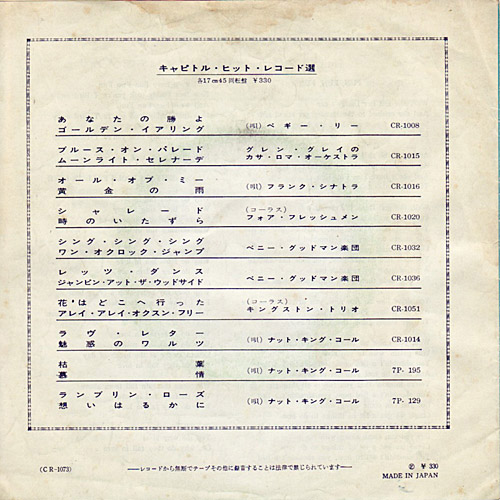 キャピトル・ヒット・レコード選
各17cm45回転盤 ¥330
あなたの勝よ
ゴールデン・イアリング (唄) ペギー・リー CR-1008
ブルース・オン・パレード グレン・グレイの
ムーンライト・セレナーデ カサ・ロマ・オーケストラ CR-1015
オール・オブ・ミー
黄金の雨 (唄) フランク・シナトラ CR-1016
シャレード (コーラス)
時のいたずら フォア・フレッシュメン CR-1020
シング・シング・シング
ワン・オクロック・ジャンプ ベニー・グッドマン楽団 CR-1032
レッツ・ダンス
ジャンピン・アット・ザ・ウッドサイド ベニー・グッドマン楽団 CR-1036
花はどこへ行った (コーラス)
アレイ・アレイ・オクスン・フリー キングストン・トリオ CR-1051
ラヴ・レター
魅惑のワルツ (唄) ナット・キング・コール CR-1014
枯葉
慕情 (唄) ナット・キング・コール 7P-195
ランブリン・ローズ
想いはるかに (唄) ナット・キング・コール 7P-129
(CR-1073) ——レコードから無断でテープその他に録音することは法律で禁じられています—— Ⓟ ¥330
MADE IN JAPAN